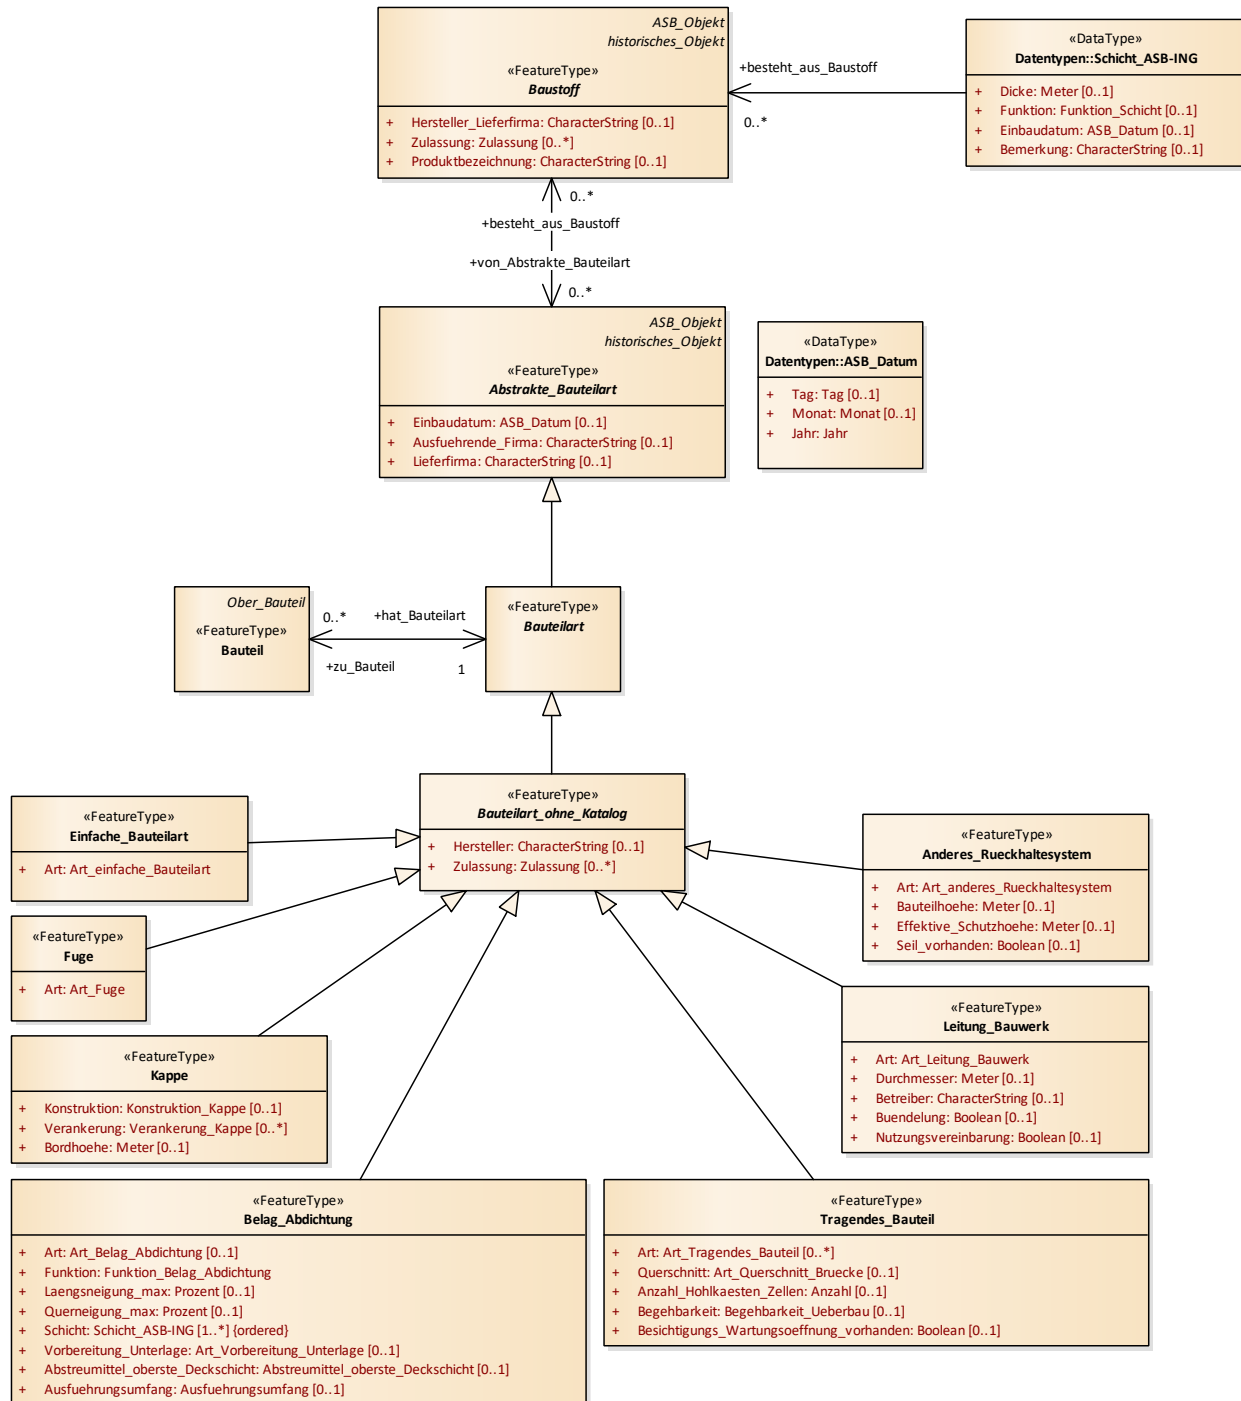 ASB_Objekt
historisches_Objekt
«FeatureType»
Baustoff
+ Hersteller_Lieferfirma: CharacterString [0..1]
+ Zulassung: Zulassung [0..*]
+ Produktbezeichnung: CharacterString [0..1]
+besteht_aus_Baustoff
0..*
«DataType»
Datentypen::Schicht_ASB-ING
+ Dicke: Meter [0..1]
+ Funktion: Funktion_Schicht [0..1]
+ Einbaudatum: ASB_Datum [0..1]
+ Bemerkung: CharacterString [0..1]
0..*
+besteht_aus_Baustoff
+von_Abstrakte_Bauteilart
0..*
ASB_Objekt
historisches_Objekt
«FeatureType»
Abstrakte_Bauteilart
+ Einbaudatum: ASB_Datum [0..1]
+ Ausfuehrende_Firma: CharacterString [0..1]
+ Lieferfirma: CharacterString [0..1]
«DataType»
Datentypen::ASB_Datum
+ Tag: Tag [0..1]
+ Monat: Monat [0..1]
+ Jahr: Jahr
Ober_Bauteil
«FeatureType»
Bauteil
0..*
+hat_Bauteilart
+zu_Bauteil
1
«FeatureType»
Bauteilart
«FeatureType»
Bauteilart_ohne_Katalog
+ Hersteller: CharacterString [0..1]
+ Zulassung: Zulassung [0..*]
«FeatureType»
Einfache_Bauteilart
+ Art: Art_einfache_Bauteilart
«FeatureType»
Anderes_Rueckhaltesystem
+ Art: Art_anderes_Rueckhaltesystem
+ Bauteilhoehe: Meter [0..1]
+ Effektive_Schutzhoehe: Meter [0..1]
+ Seil_vorhanden: Boolean [0..1]
«FeatureType»
Fuge
+ Art: Art_Fuge
«FeatureType»
Leitung_Bauwerk
+ Art: Art_Leitung_Bauwerk
+ Durchmesser: Meter [0..1]
+ Betreiber: CharacterString [0..1]
+ Buendelung: Boolean [0..1]
+ Nutzungsvereinbarung: Boolean [0..1]
«FeatureType»
Kappe
+ Konstruktion: Konstruktion_Kappe [0..1]
+ Verankerung: Verankerung_Kappe [0..*]
+ Bordhoehe: Meter [0..1]
«FeatureType»
Belag_Abdichtung
+ Art: Art_Belag_Abdichtung [0..1]
+ Funktion: Funktion_Belag_Abdichtung
+ Laengsneigung_max: Prozent [0..1]
+ Querneigung_max: Prozent [0..1]
+ Schicht: Schicht_ASB-ING [1..*] {ordered}
+ Vorbereitung_Unterlage: Art_Vorbereitung_Unterlage [0..1]
+ Abstreumittel_oberste_Deckschicht: Abstreumittel_oberste_Deckschicht [0..1]
+ Ausfuehrungsumfang: Ausfuehrungsumfang [0..1]
«FeatureType»
Tragendes_Bauteil
+ Art: Art_Tragendes_Bauteil [0..*]
+ Querschnitt: Art_Querschnitt_Bruecke [0..1]
+ Anzahl_Hohlkaesten_Zellen: Anzahl [0..1]
+ Begehbarkeit: Begehbarkeit_Ueberbau [0..1]
+ Besichtigungs_Wartungsoeffnung_vorhanden: Boolean [0..1]